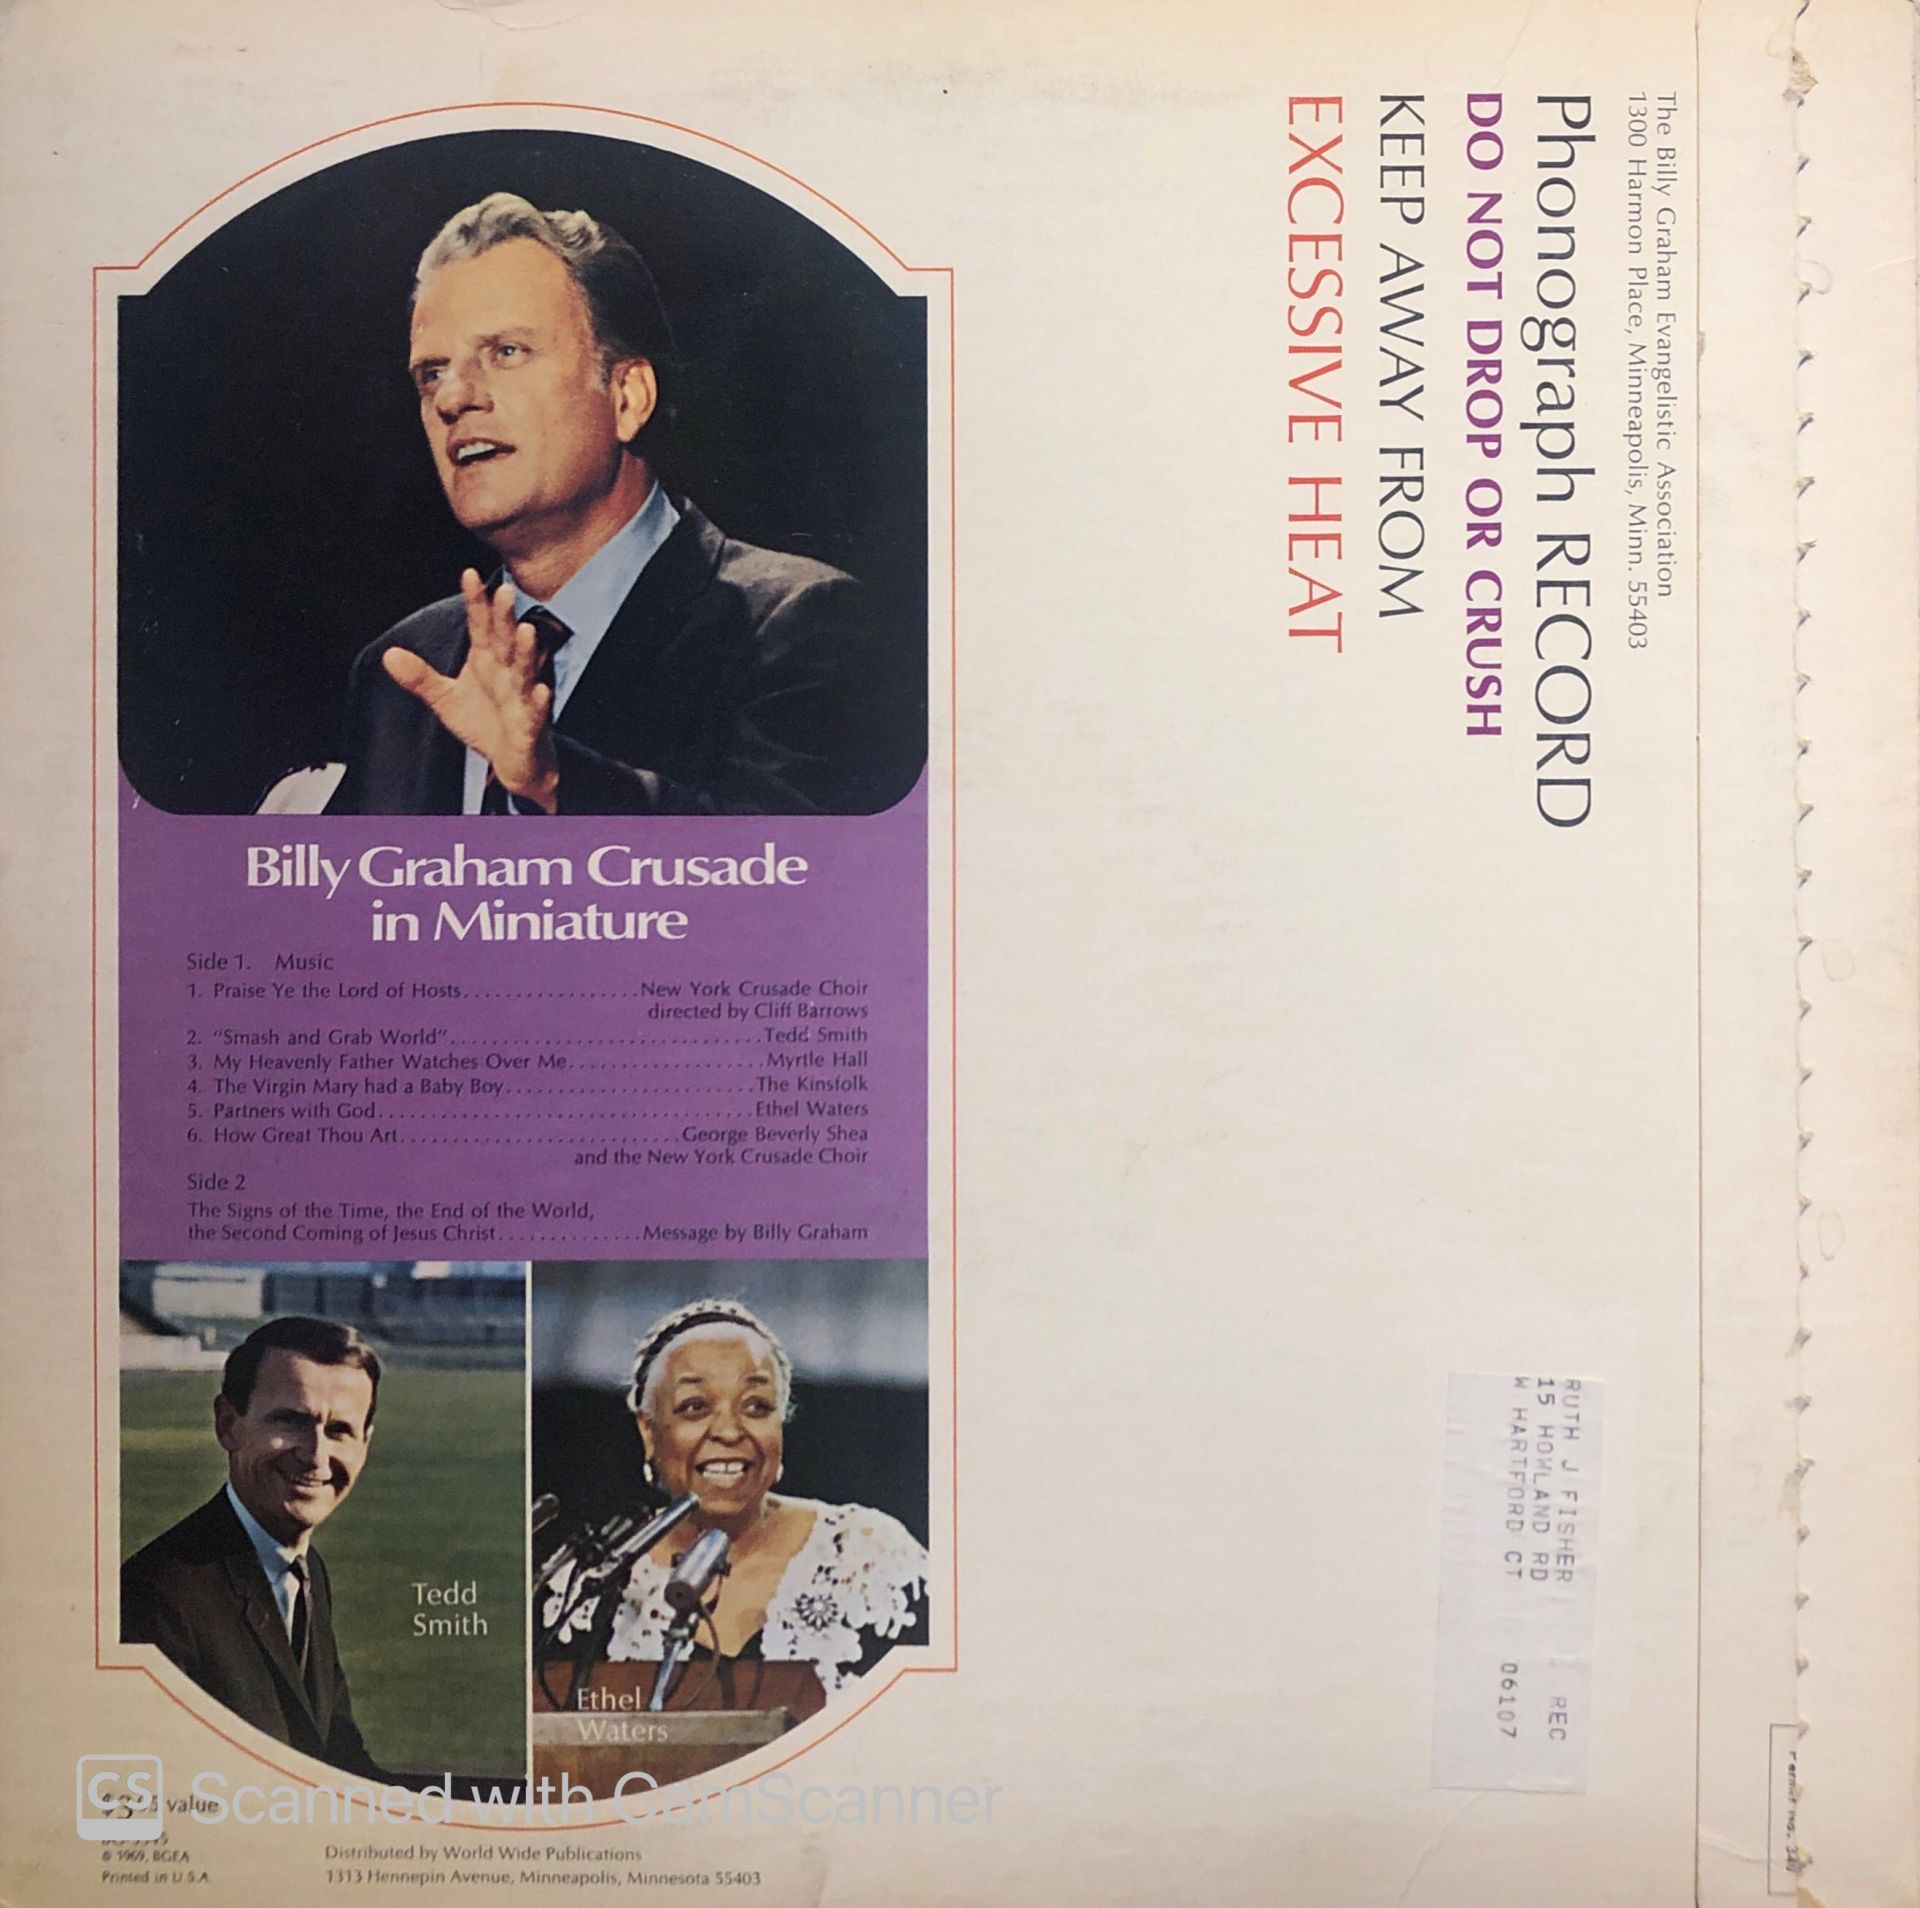 The Billy Graham Evangelistic Association
1300 Harmon Place, Minneapolis, Minn. 55403
Phonograph RECORD
DO NOT DROP OR CRUSH
KEEP AWAY FROM
EXCESSIVE HEAT
Billy Graham Crusade
in Miniature
Side 1. Music
1. Praise Ye the Lord of Hosts.................New York Crusade Choir
directed by Cliff Barrows
2. "Smash and Grab World"..............................Tedd Smith
3. My Heavenly Father Watches Over Me...................Myrtle Hall
4. The Virgin Mary had a Baby Boy........................The Kinsfolk
5. Partners with God....................................Ethel Waters
6. How Great Thou Art...........................George Beverly Shea
and the New York Crusade Choir
Side 2
The Signs of the Time, the End of the World,
the Second Coming of Jesus Christ..............Message by Billy Graham
Tedd
Smith
Ethel
Waters
value
© 1969, BGEA
Printed in U.S.A.
Distributed by World Wide Publications
1313 Hennepin Avenue, Minneapolis, Minnesota 55403
RUTH J FISHER REC
15 HOWLAND RD
W HARTFORD CT 06107
Permit no.
CS Scanned with CamScanner